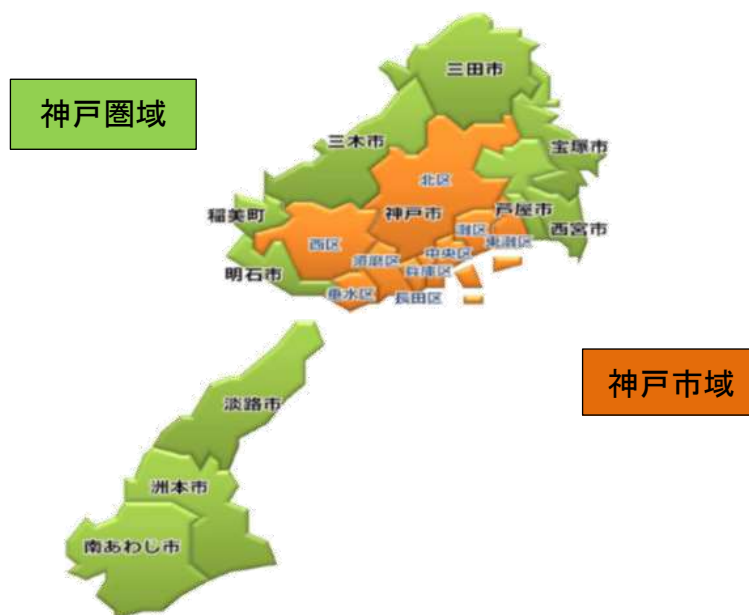 三田市
神戸圏域
三木市
宝塚市
北区
稲美町
神戸市
芦屋市
灘区
西宮市
西区
東灘区
中央区
須磨区
兵庫区
明石市
垂水区
長田区
神戸市域
淡路市
洲本市
南あわじ市